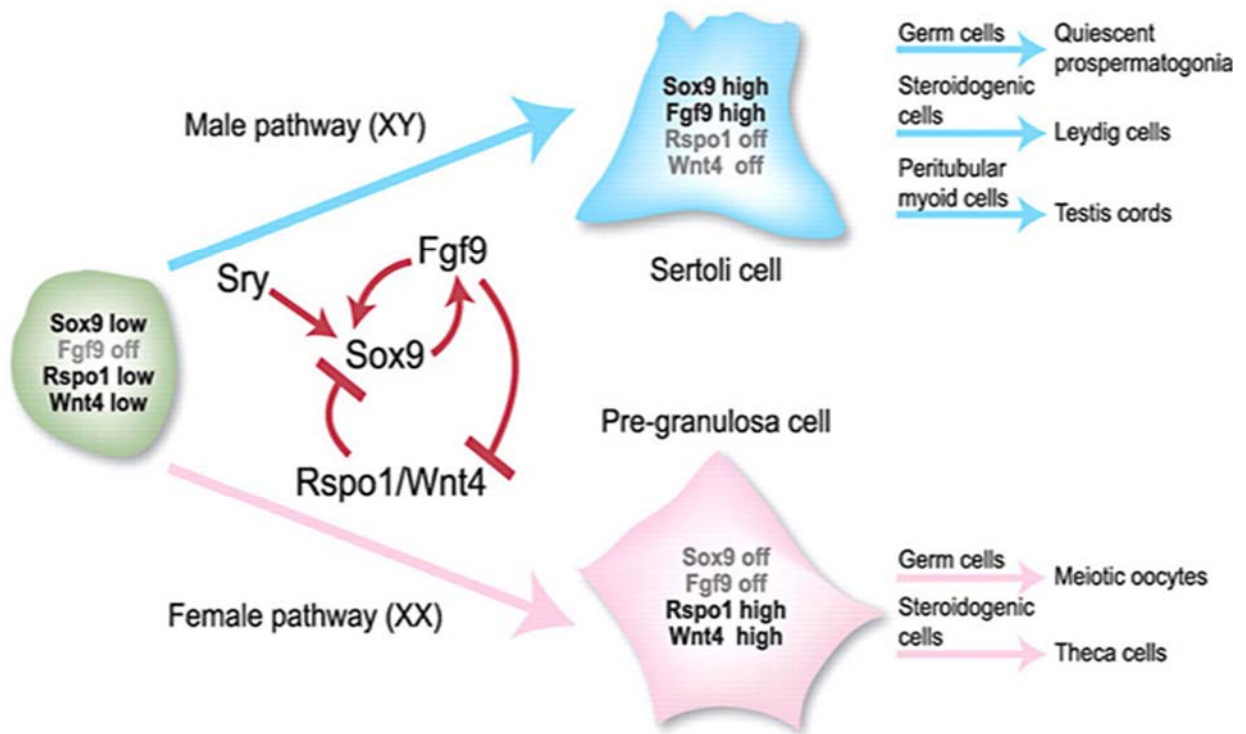 Male pathway (XY)
Sox9 high
Fgf9 high
Rspo1 off
Wnt4 off
Sertoli cell
Germ cells
Quiescent
prospermatogonia
Steroidogenic
cells
Leydig cells
Peritubular
myoid cells
Testis cords
Sox9 low
Fgf9 off
Rspo1 low
Wnt4 low
Sry
Fgf9
Sox9
Rspo1/Wnt4
Female pathway (XX)
Pre-granulosa cell
Sox9 off
Fgf9 off
Rspo1 high
Wnt4 high
Germ cells
Meiotic oocytes
Steroidogenic
cells
Theca cells